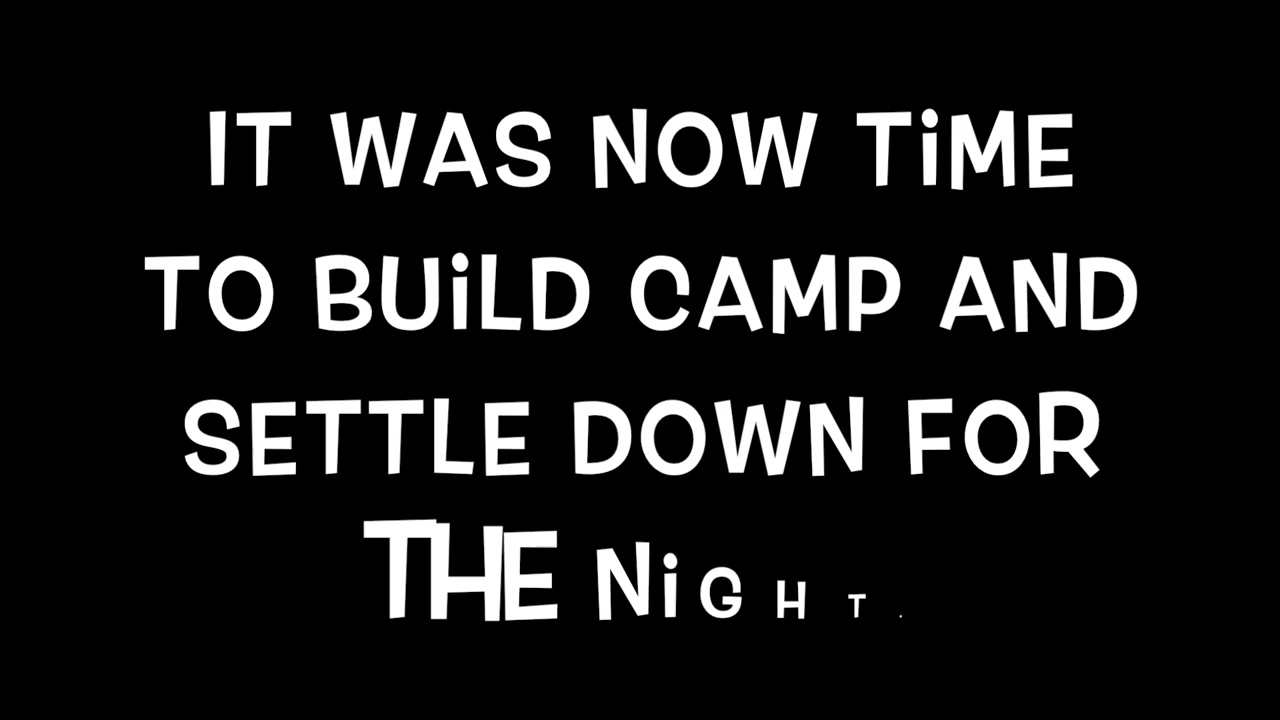 IT WAS NOW TiME
TO BUiLD CAMP AND
SETTLE DOWN FOR
THE NiGHT.